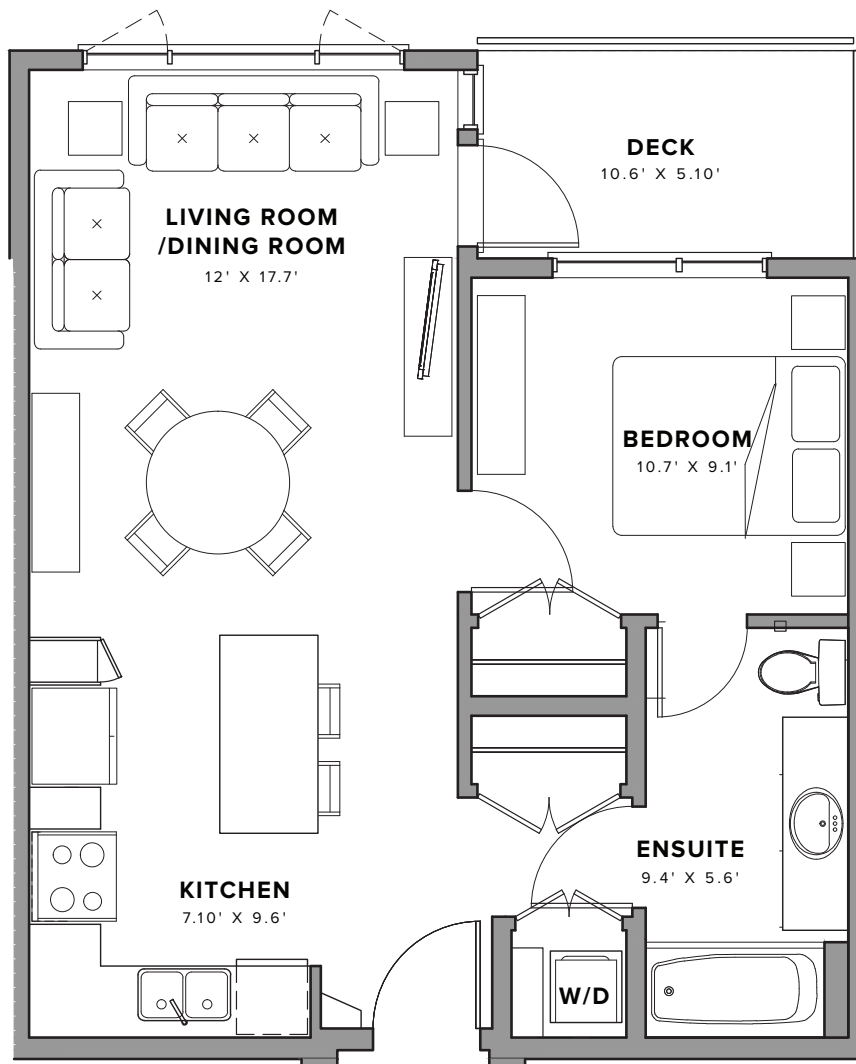 DECK
10.6' X 5.10'
LIVING ROOM
/DINING ROOM
12' X 17.7'
BEDROOM
10.7' X 9.1'
ENSUITE
9.4' X 5.6'
KITCHEN
7.10' X 9.6'
W/D